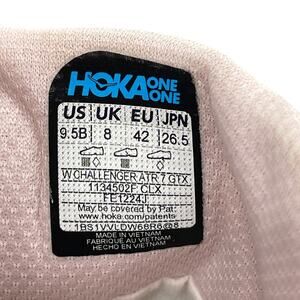 HOKA ONE ONE
US UK EU JPN
9.5B 8 42 26.5
W CHALLENGER ATR 7 GTX
1134502F CLX
FE1224J
May be covered by Pat:
www.hoka.com/patents
MADE IN VIETNAM
FABRIQUÉ AU VIETNAM
HECHO EN VIETNAM